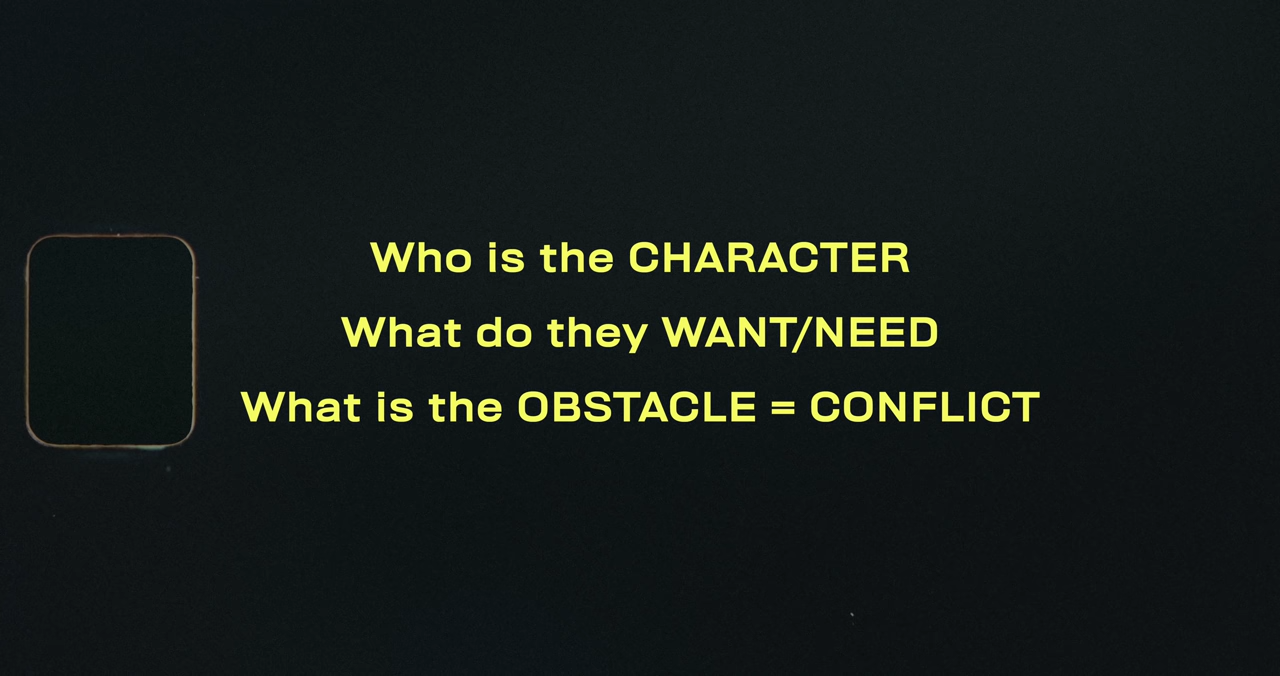 Who is the CHARACTER
What do they WANT/NEED
What is the OBSTACLE = CONFLICT